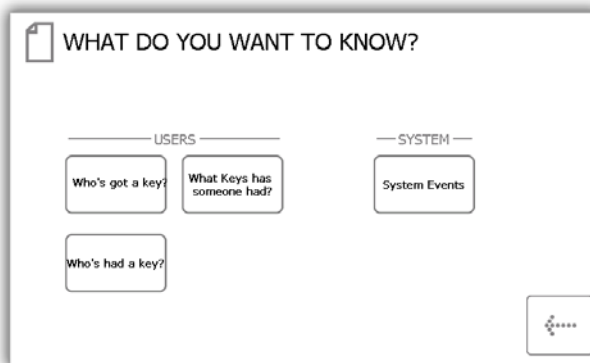 WHAT DO YOU WANT TO KNOW?
USERS
SYSTEM
Who's got a key?
What Keys has
someone had?
System Events
Who's had a key?